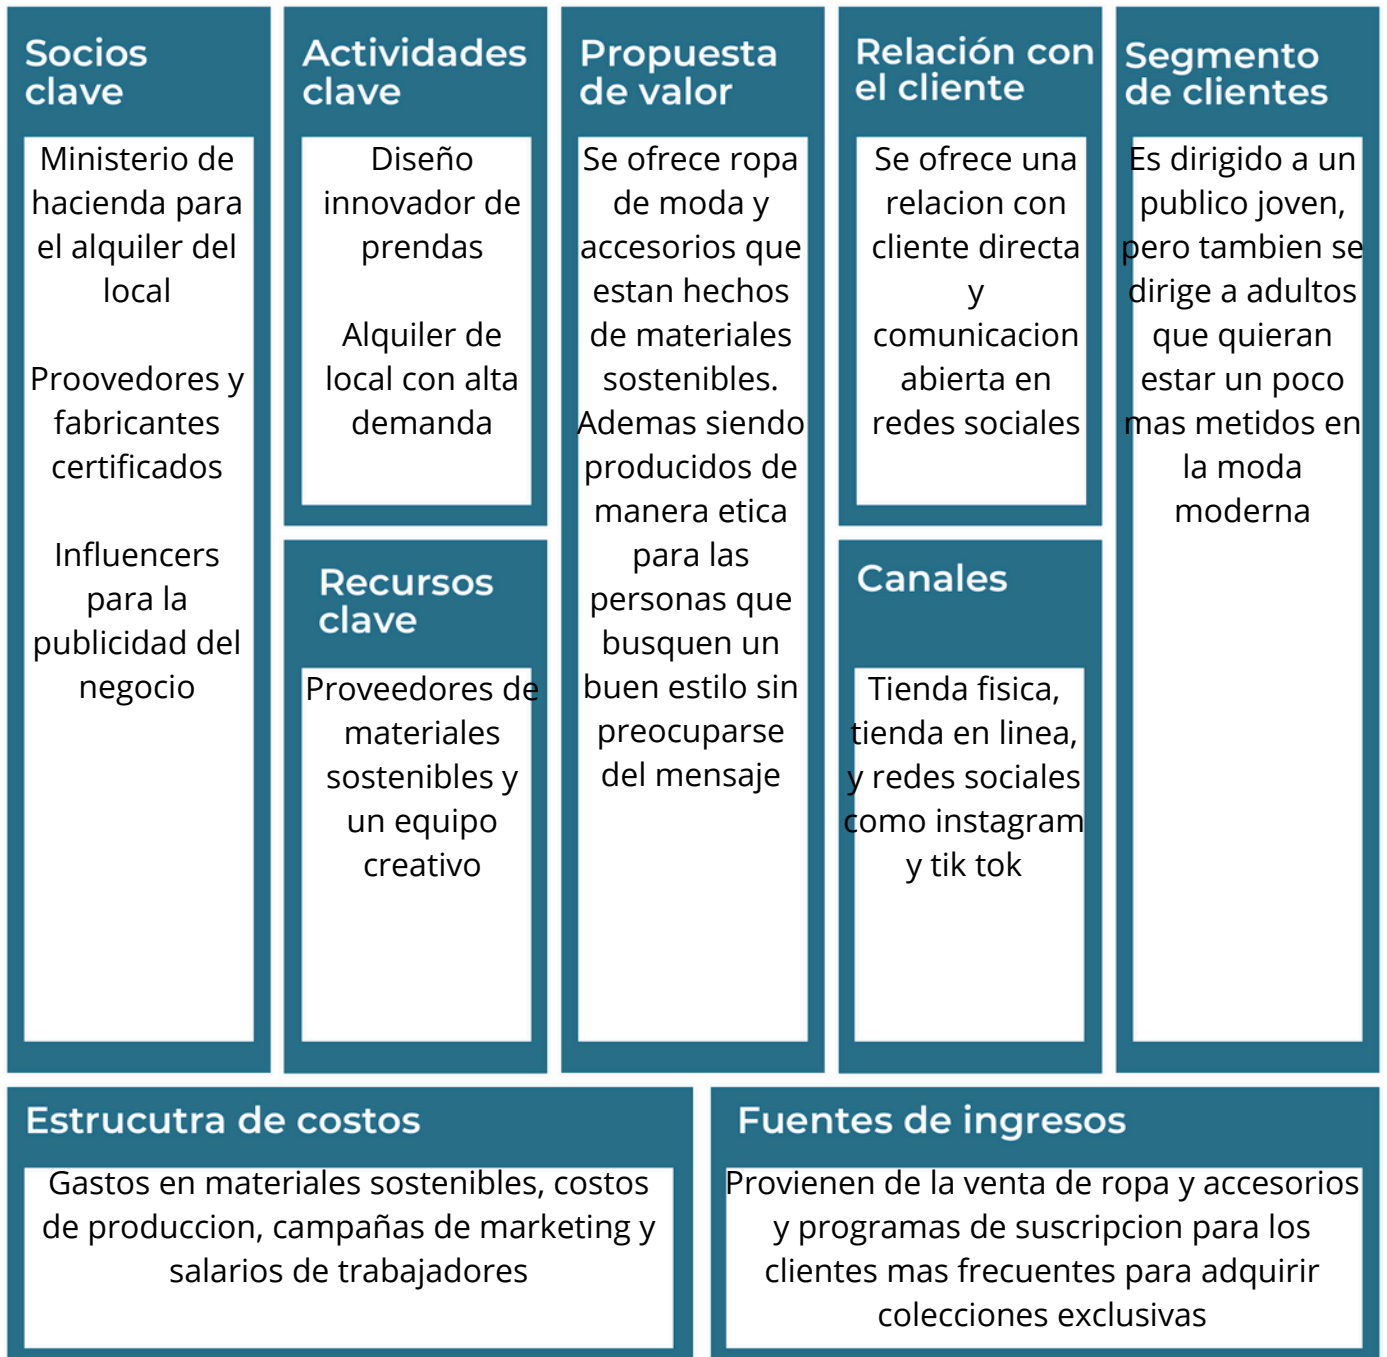 Socios
clave
Ministerio de
hacienda para
el alquiler del
local
Proovedores y
fabricantes
certificados
Influencers
para la
publicidad del
negocio
Actividades
clave
Diseño
innovador de
prendas
Alquiler de
local con alta
demanda
Recursos
clave
Proveedores de
materiales
sostenibles y
un equipo
creativo
Propuesta
de valor
Se ofrece ropa
de moda y
accesorios que
estan hechos
de materiales
sostenibles.
Ademas siendo
producidos de
manera etica
para las
personas que
busquen un
buen estilo sin
preocuparse
del mensaje
Relación con
el cliente
Se ofrece una
relacion con
cliente directa
y
comunicacion
abierta en
redes sociales
Canales
Tienda fisica,
tienda en linea,
y redes sociales
como instagram
y tik tok
Segmento
de clientes
Es dirigido a un
publico joven,
pero tambien se
dirige a adultos
que quieran
estar un poco
mas metidos en
la moda
moderna
Estrucutra de costos
Gastos en materiales sostenibles, costos
de produccion, campañas de marketing y
salarios de trabajadores
Fuentes de ingresos
Provienen de la venta de ropa y accesorios
y programas de suscripcion para los
clientes mas frecuentes para adquirir
colecciones exclusivas